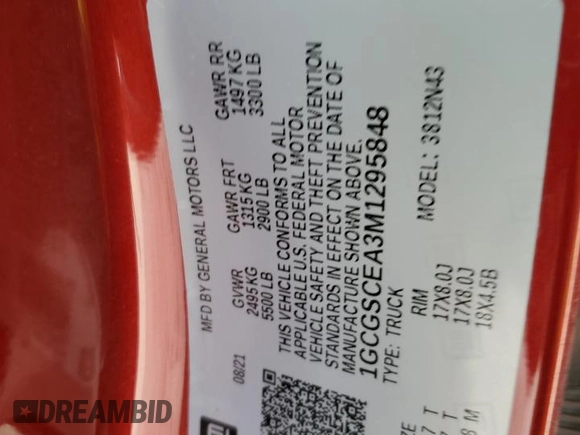 MFD BY GENERAL MOTORS LLC
08/21
GVWR GAWR FRT GAWR RR
2495 KG 1315 KG 1497 KG
5500 LB 2900 LB 3300 LB
THIS VEHICLE CONFORMS TO ALL
APPLICABLE U.S. FEDERAL MOTOR
VEHICLE SAFETY AND THEFT PREVENTION
STANDARDS IN EFFECT ON THE DATE OF
MANUFACTURE SHOWN ABOVE.
1GCGSCEA3M1295848
TYPE: TRUCK MODEL: 3812N43
RIM
7 T 17X8.0J
T 17X8.0J
8 M 18X4.5B
DREAMBID